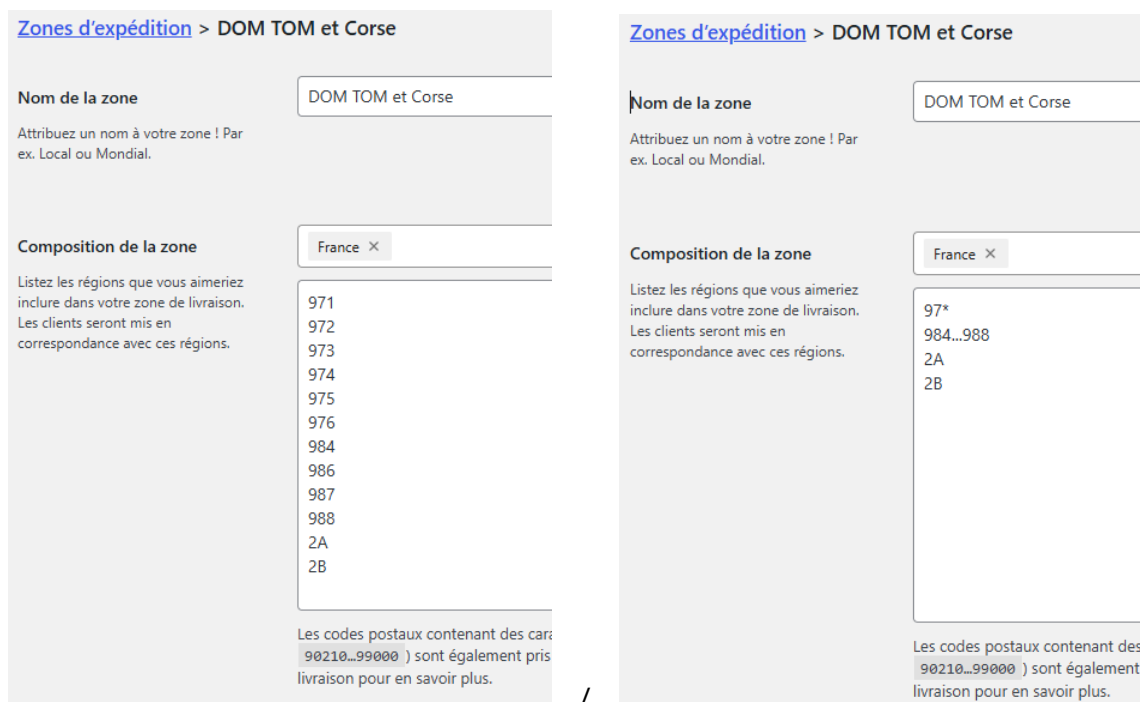 Zones d'expédition > DOM TOM et Corse
Nom de la zone
DOM TOM et Corse
Attribuez un nom à votre zone ! Par
ex. Local ou Mondial.
Composition de la zone
France ×
Listez les régions que vous aimeriez
inclure dans votre zone de livraison.
Les clients seront mis en
correspondance avec ces régions.
971
972
973
974
975
976
984
986
987
988
2A
2B
Les codes postaux contenant des cara
90210...99000 ) sont également pris
livraison pour en savoir plus.
/
Zones d'expédition > DOM TOM et Corse
Nom de la zone
DOM TOM et Corse
Attribuez un nom à votre zone ! Par
ex. Local ou Mondial.
Composition de la zone
France ×
Listez les régions que vous aimeriez
inclure dans votre zone de livraison.
Les clients seront mis en
correspondance avec ces régions.
97*
984...988
2A
2B
Les codes postaux contenant des
90210...99000 ) sont également
livraison pour en savoir plus.